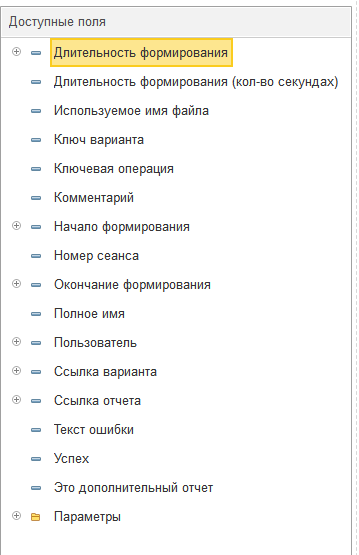 Доступные поля
Длительность формирования
Длительность формирования (кол-во секундах)
Используемое имя файла
Ключ варианта
Ключевая операция
Комментарий
Начало формирования
Номер сеанса
Окончание формирования
Полное имя
Пользователь
Ссылка варианта
Ссылка отчета
Текст ошибки
Успех
Это дополнительный отчет
Параметры